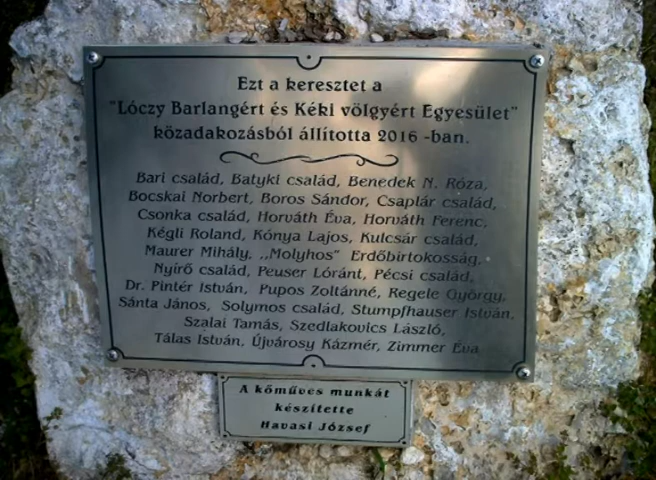 Ezt a keresztet a
"Lóczy Barlangért és Kéki völgyért Egyesület"
közadakozásból állította 2016 -ban.
Bari család, Batyki család, Benedek N. Róza,
Bocskai Norbert, Boros Sándor, Csaplár család,
Csonka család, Horváth Éva, Horváth Ferenc,
Kégli Roland, Kónya Lajos, Kulcsár család,
Maurer Mihály, ,,Molyhos" Erdőbirtokosság,
Nyírő család, Peuser Lóránt, Pécsi család,
Dr. Pintér István, Pupos Zoltánné, Regele György,
Sánta János, Solymos család, Stumpfhauser István,
Szalai Tamás, Szedlakovics László,
Tálas István, Újvárosy Kázmér, Zimmer Éva
A kőműves munkát
készítette
Havasi József